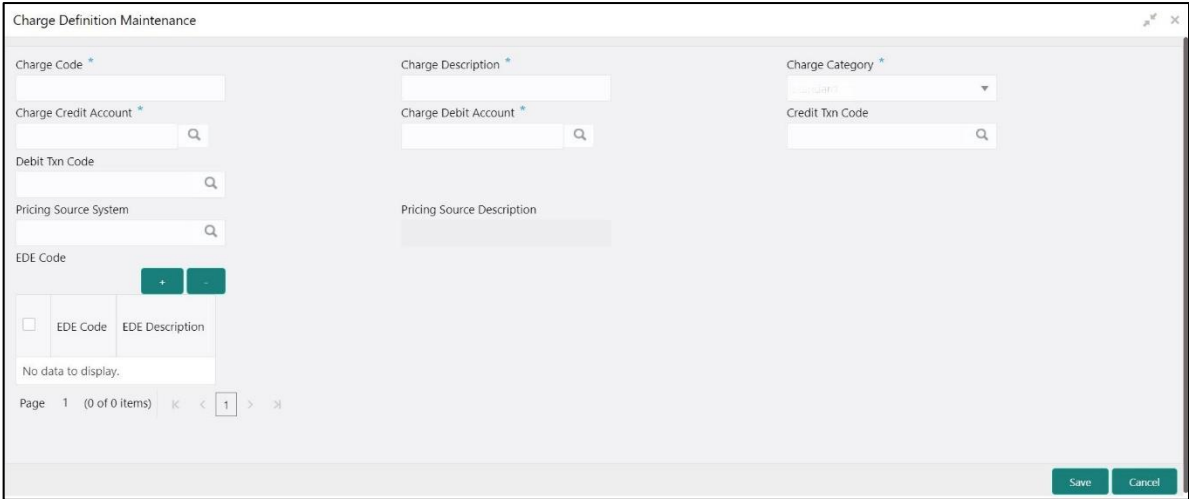 Charge Definition Maintenance
Charge Code * Charge Description * Charge Category *
Charge Credit Account * Charge Debit Account * Credit Txn Code
Debit Txn Code
Pricing Source System Pricing Source Description
EDE Code
+ -
EDE Code EDE Description
No data to display.
Page 1 (0 of 0 items) 1
Save Cancel